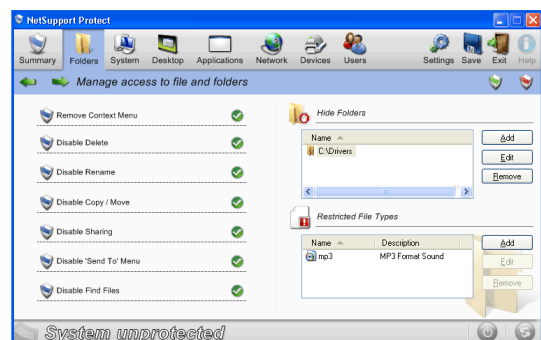 NetSupport Protect
Summary Folders System Desktop Applications Network Devices Users Settings Save Exit Help
Manage access to file and folders
Remove Context Menu
Disable Delete
Disable Rename
Disable Copy / Move
Disable Sharing
Disable 'Send To' Menu
Disable Find Files
Hide Folders
Name
C:\Drivers
Add
Edit
Remove
Restricted File Types
Name Description
mp3 MP3 Format Sound
Add
Edit
Remove
System unprotected